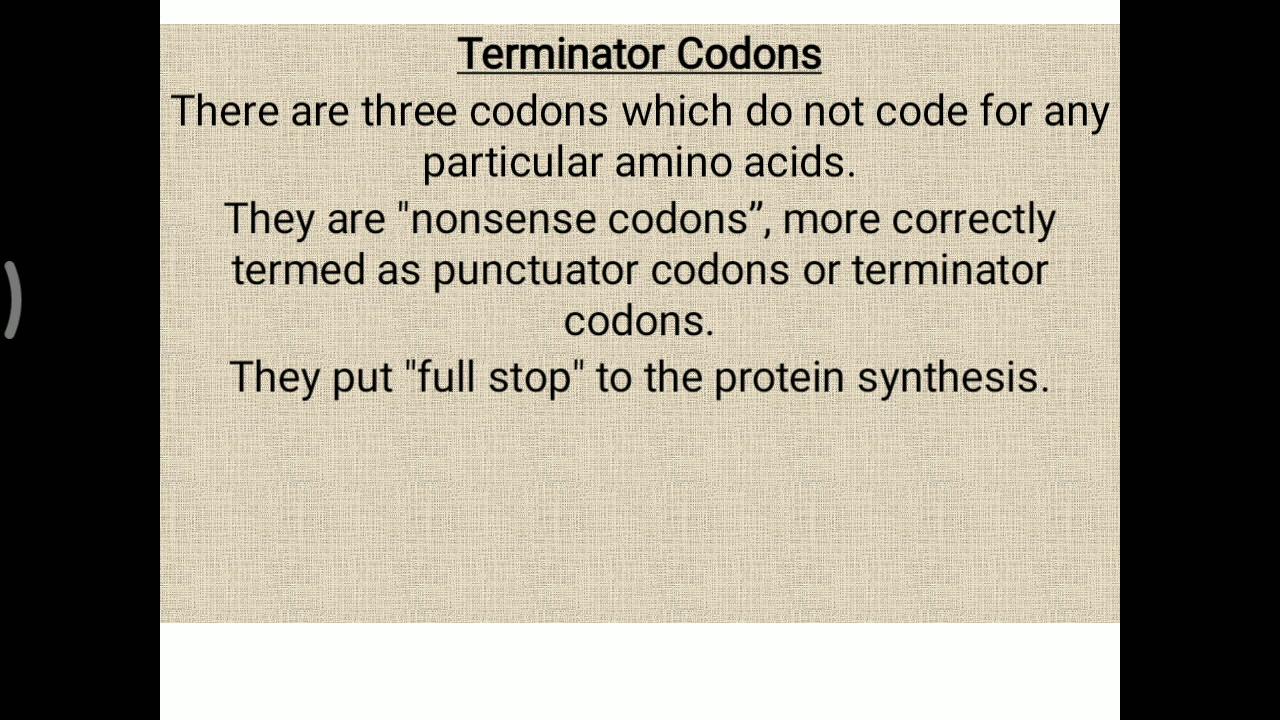 Terminator Codons
There are three codons which do not code for any
particular amino acids.
They are "nonsense codons”, more correctly
termed as punctuator codons or terminator
codons.
They put "full stop" to the protein synthesis.